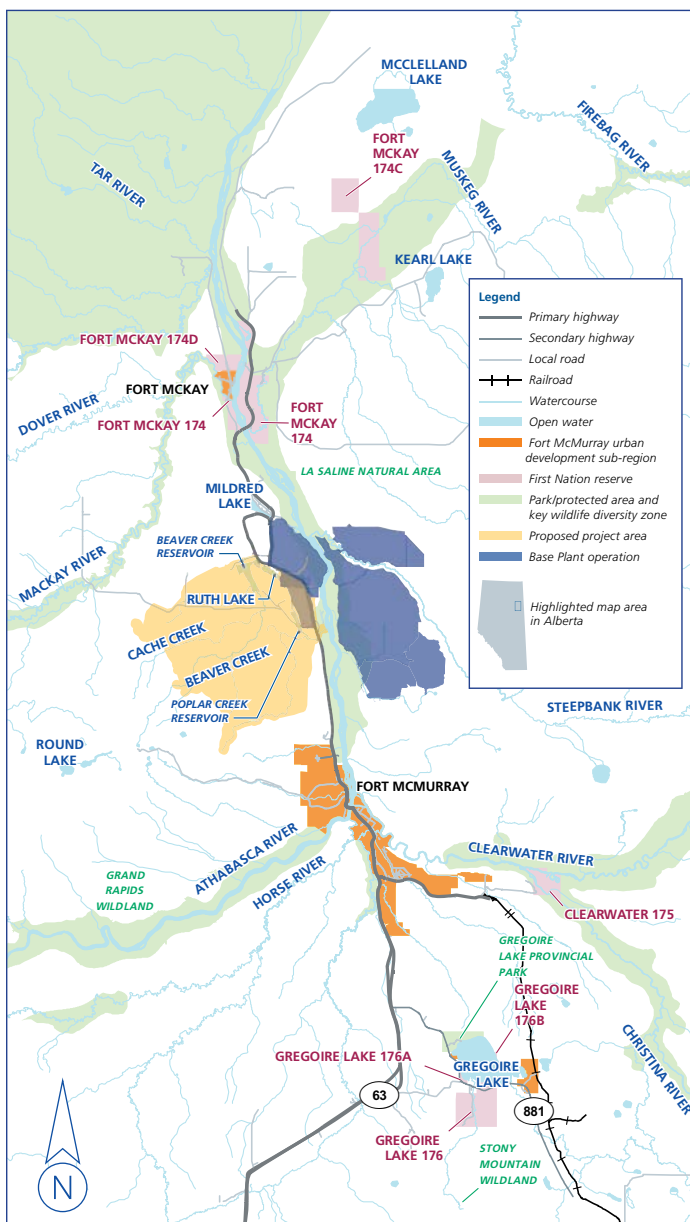 MCCLELLAND
LAKE
FIREBAG RIVER
FORT
MCKAY
174C
MUSKEG RIVER
TAR RIVER
KEARL LAKE
Legend
Primary highway
Secondary highway
Local road
Railroad
Watercourse
Open water
Fort McMurray urban
development sub-region
First Nation reserve
Park/protected area and
key wildlife diversity zone
Proposed project area
Base Plant operation
Highlighted map area
in Alberta
FORT MCKAY 174D
FORT MCKAY
DOVER RIVER
FORT MCKAY 174
FORT
MCKAY
174
LA SALINE NATURAL AREA
MILDRED
LAKE
BEAVER CREEK
RESERVOIR
MACKAY RIVER
RUTH LAKE
CACHE CREEK
BEAVER CREEK
POPLAR CREEK
RESERVOIR
STEEPBANK RIVER
ROUND
LAKE
FORT MCMURRAY
ATHABASCA RIVER
CLEARWATER RIVER
HORSE RIVER
GRAND
RAPIDS
WILDLAND
CLEARWATER 175
GREGOIRE
LAKE PROVINCIAL
PARK
GREGOIRE
LAKE
176B
CHRISTINA RIVER
GREGOIRE LAKE 176A
GREGOIRE
LAKE
63
881
GREGOIRE
LAKE 176
STONY
MOUNTAIN
WILDLAND
N